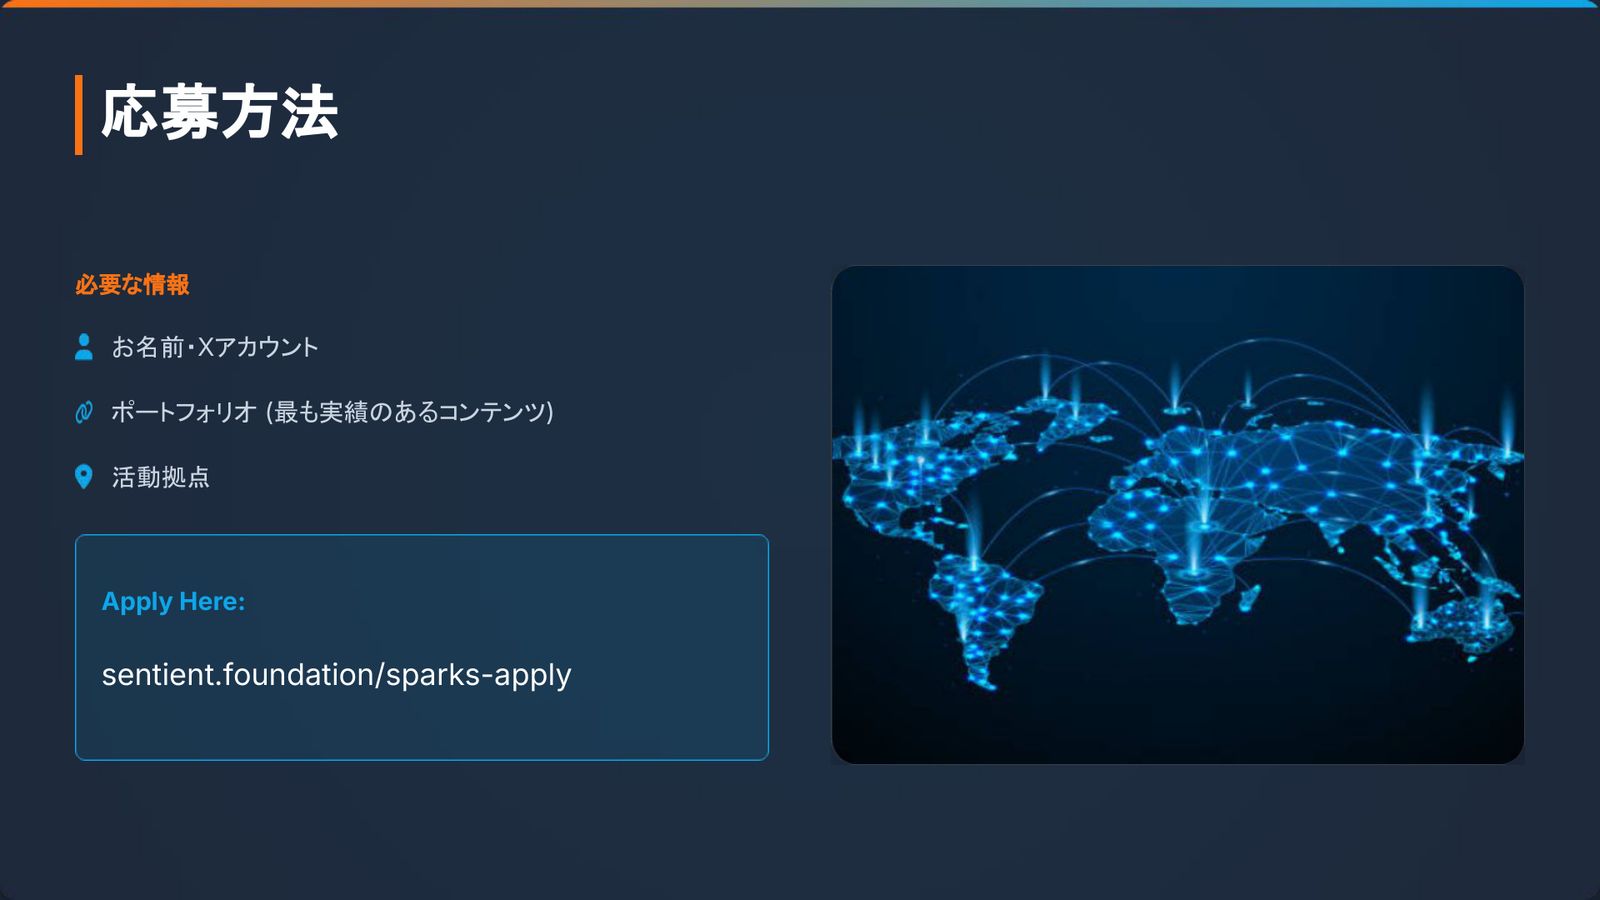 応募方法
必要な情報
お名前・Xアカウント
ポートフォリオ (最も実績のあるコンテンツ)
活動拠点
Apply Here:
sentient.foundation/sparks-apply